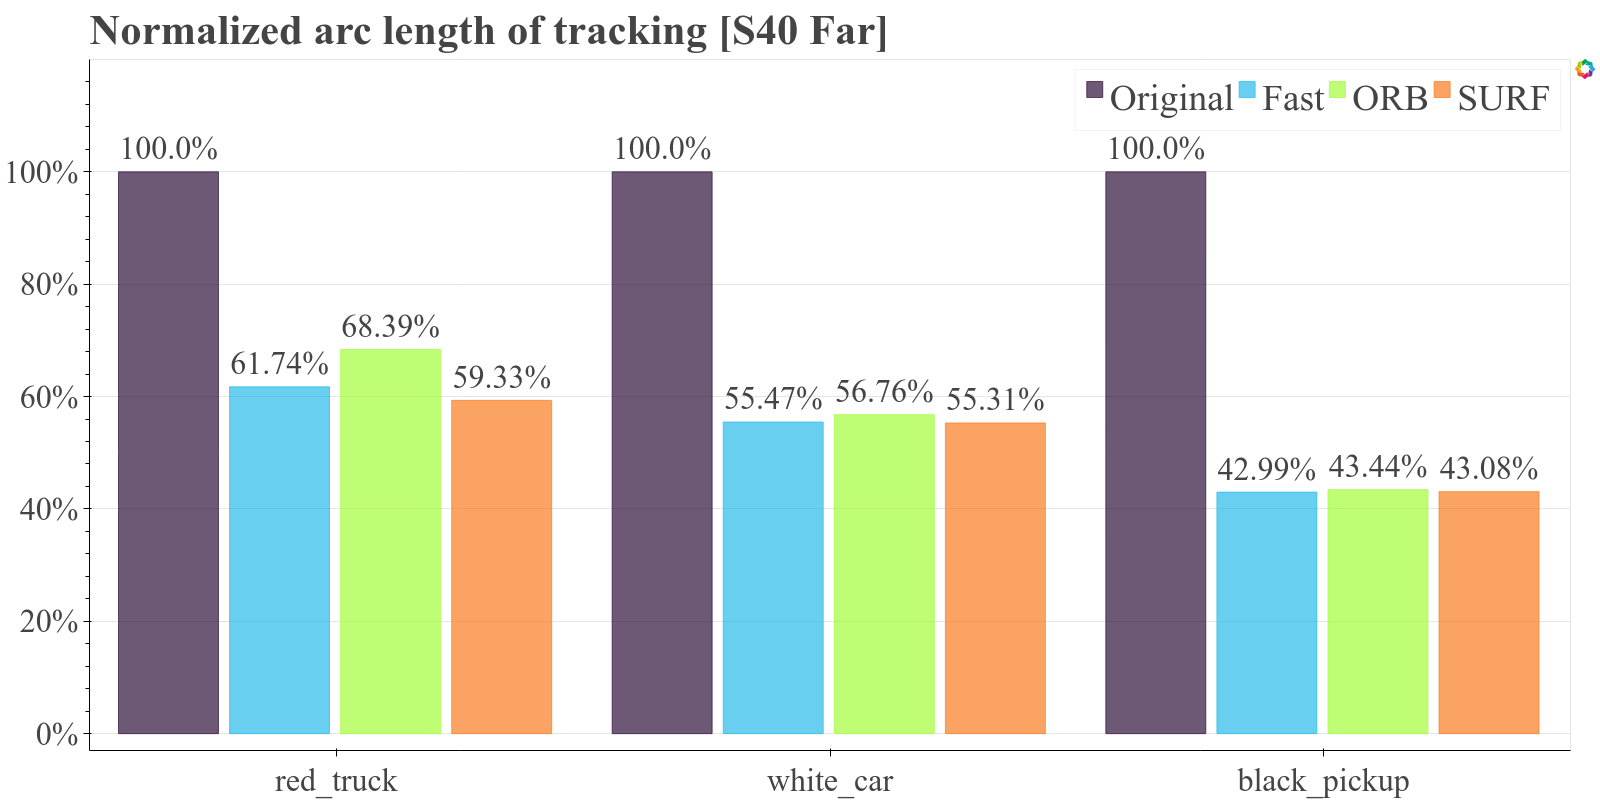 Normalized arc length of tracking [S40 Far]
Original Fast ORB SURF
100.0% 100.0% 100.0%
100%
80%
68.39%
61.74% 59.33%
60%
55.47% 56.76% 55.31%
42.99% 43.44% 43.08%
40%
20%
0%
red_truck white_car black_pickup